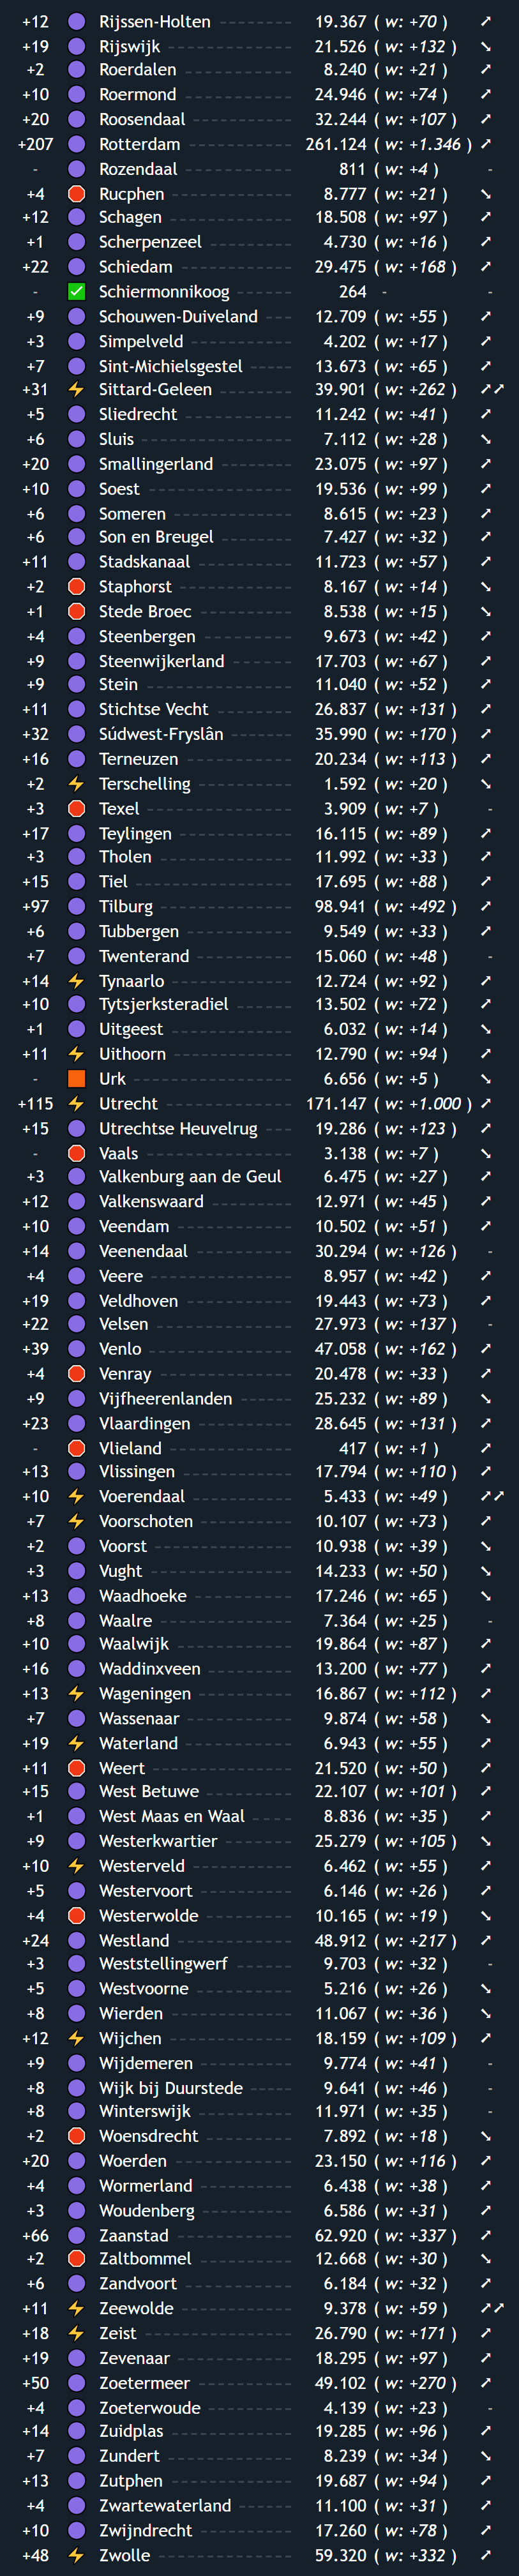 +12 Rijssen-Holten 19.367 ( w: +70 ) ➚
+19 Rijswijk 21.526 ( w: +132 ) ➘
+2 Roerdalen 8.240 ( w: +21 ) ➚
+10 Roermond 24.946 ( w: +74 ) ➚
+20 Roosendaal 32.244 ( w: +107 ) ➚
+207 Rotterdam 261.124 ( w: +1.346 ) ➚
- Rozendaal 811 ( w: +4 ) -
+4 Rucphen 8.777 ( w: +21 ) ➘
+12 Schagen 18.508 ( w: +97 ) ➚
+1 Scherpenzeel 4.730 ( w: +16 ) ➚
+22 Schiedam 29.475 ( w: +168 ) ➚
- Schiermonnikoog 264 - -
+9 Schouwen-Duiveland 12.709 ( w: +55 ) ➚
+3 Simpelveld 4.202 ( w: +17 ) ➚
+7 Sint-Michielsgestel 13.673 ( w: +65 ) ➚
+31 Sittard-Geleen 39.901 ( w: +262 ) ➚➚
+5 Sliedrecht 11.242 ( w: +41 ) ➚
+6 Sluis 7.112 ( w: +28 ) ➘
+20 Smallingerland 23.075 ( w: +97 ) ➚
+10 Soest 19.536 ( w: +99 ) ➚
+6 Someren 8.615 ( w: +23 ) ➚
+6 Son en Breugel 7.427 ( w: +32 ) ➚
+11 Stadskanaal 11.723 ( w: +57 ) ➚
+2 Staphorst 8.167 ( w: +14 ) ➘
+1 Stede Broec 8.538 ( w: +15 ) ➘
+4 Steenbergen 9.673 ( w: +42 ) ➚
+9 Steenwijkerland 17.703 ( w: +67 ) ➚
+9 Stein 11.040 ( w: +52 ) ➚
+11 Stichtse Vecht 26.837 ( w: +131 ) ➚
+32 Súdwest-Fryslân 35.990 ( w: +170 ) ➚
+16 Terneuzen 20.234 ( w: +113 ) ➚
+2 Terschelling 1.592 ( w: +20 ) ➘
+3 Texel 3.909 ( w: +7 ) -
+17 Teylingen 16.115 ( w: +89 ) ➚
+3 Tholen 11.992 ( w: +33 ) ➚
+15 Tiel 17.695 ( w: +88 ) ➚
+97 Tilburg 98.941 ( w: +492 ) ➚
+6 Tubbergen 9.549 ( w: +33 ) ➚
+7 Twenterand 15.060 ( w: +48 ) -
+14 Tynaarlo 12.724 ( w: +92 ) ➚
+10 Tytsjerksteradiel 13.502 ( w: +72 ) ➚
+1 Uitgeest 6.032 ( w: +14 ) ➘
+11 Uithoorn 12.790 ( w: +94 ) ➚
- Urk 6.656 ( w: +5 ) ➘
+115 Utrecht 171.147 ( w: +1.000 ) ➚
+15 Utrechtse Heuvelrug 19.286 ( w: +123 ) ➚
- Vaals 3.138 ( w: +7 ) ➘
+3 Valkenburg aan de Geul 6.475 ( w: +27 ) ➚
+12 Valkenswaard 12.971 ( w: +45 ) ➚
+10 Veendam 10.502 ( w: +51 ) ➚
+14 Veenendaal 30.294 ( w: +126 ) -
+4 Veere 8.957 ( w: +42 ) ➚
+19 Veldhoven 19.443 ( w: +73 ) ➚
+22 Velsen 27.973 ( w: +137 ) -
+39 Venlo 47.058 ( w: +162 ) ➚
+4 Venray 20.478 ( w: +33 ) ➚
+9 Vijfheerenlanden 25.232 ( w: +89 ) ➘
+23 Vlaardingen 28.645 ( w: +131 ) ➚
- Vlieland 417 ( w: +1 ) ➚
+13 Vlissingen 17.794 ( w: +110 ) ➚
+10 Voerendaal 5.433 ( w: +49 ) ➚➚
+7 Voorschoten 10.107 ( w: +73 ) ➚
+2 Voorst 10.938 ( w: +39 ) ➘
+3 Vught 14.233 ( w: +50 ) ➘
+13 Waadhoeke 17.246 ( w: +65 ) ➘
+8 Waalre 7.364 ( w: +25 ) -
+10 Waalwijk 19.864 ( w: +87 ) ➚
+16 Waddinxveen 13.200 ( w: +77 ) ➚
+13 Wageningen 16.867 ( w: +112 ) ➚
+7 Wassenaar 9.874 ( w: +58 ) ➘
+19 Waterland 6.943 ( w: +55 ) ➚
+11 Weert 21.520 ( w: +50 ) ➚
+15 West Betuwe 22.107 ( w: +101 ) ➚
+1 West Maas en Waal 8.836 ( w: +35 ) ➚
+9 Westerkwartier 25.279 ( w: +105 ) ➘
+10 Westerveld 6.462 ( w: +55 ) ➚
+5 Westervoort 6.146 ( w: +26 ) ➚
+4 Westerwolde 10.165 ( w: +19 ) ➘
+24 Westland 48.912 ( w: +217 ) ➚
+3 Weststellingwerf 9.703 ( w: +32 ) -
+5 Westvoorne 5.216 ( w: +26 ) ➘
+8 Wierden 11.067 ( w: +36 ) ➘
+12 Wijchen 18.159 ( w: +109 ) ➚
+9 Wijdemeren 9.774 ( w: +41 ) -
+8 Wijk bij Duurstede 9.641 ( w: +46 ) -
+8 Winterswijk 11.971 ( w: +35 ) -
+2 Woensdrecht 7.892 ( w: +18 ) ➘
+20 Woerden 23.150 ( w: +116 ) ➚
+4 Wormerland 6.438 ( w: +38 ) ➚
+3 Woudenberg 6.586 ( w: +31 ) ➚
+66 Zaanstad 62.920 ( w: +337 ) ➚
+2 Zaltbommel 12.668 ( w: +30 ) ➘
+6 Zandvoort 6.184 ( w: +32 ) ➚
+11 Zeewolde 9.378 ( w: +59 ) ➚➚
+18 Zeist 26.790 ( w: +171 ) ➚
+19 Zevenaar 18.295 ( w: +97 ) ➚
+50 Zoetermeer 49.102 ( w: +270 ) ➚
+4 Zoeterwoude 4.139 ( w: +23 ) -
+14 Zuidplas 19.285 ( w: +96 ) ➚
+7 Zundert 8.239 ( w: +34 ) ➘
+13 Zutphen 19.687 ( w: +94 ) ➚
+4 Zwartewaterland 11.100 ( w: +31 ) ➚
+10 Zwijndrecht 17.260 ( w: +78 ) ➚
+48 Zwolle 59.320 ( w: +332 ) ➚